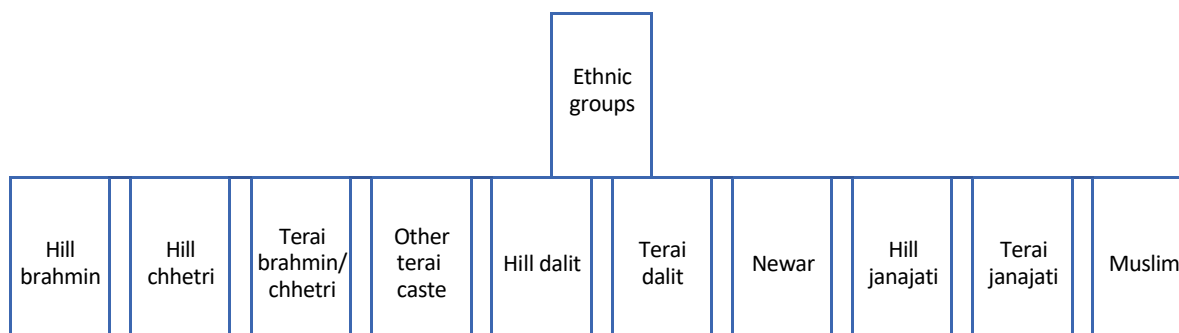 Ethnic
groups
Hill
brahmin
Hill
chhetri
Terai
brahmin/
chhetri
Other
terai
caste
Hill dalit
Terai
dalit
Newar
Hill
janajati
Terai
janajati
Muslim